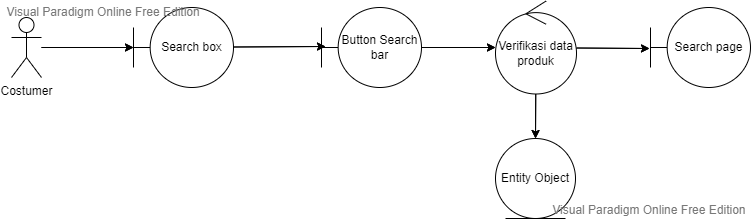 Visual Paradigm Online Free Edition
Costumer
Search box
Button Search
bar
Verifikasi data
produk
Search page
Entity Object
Visual Paradigm Online Free Edition